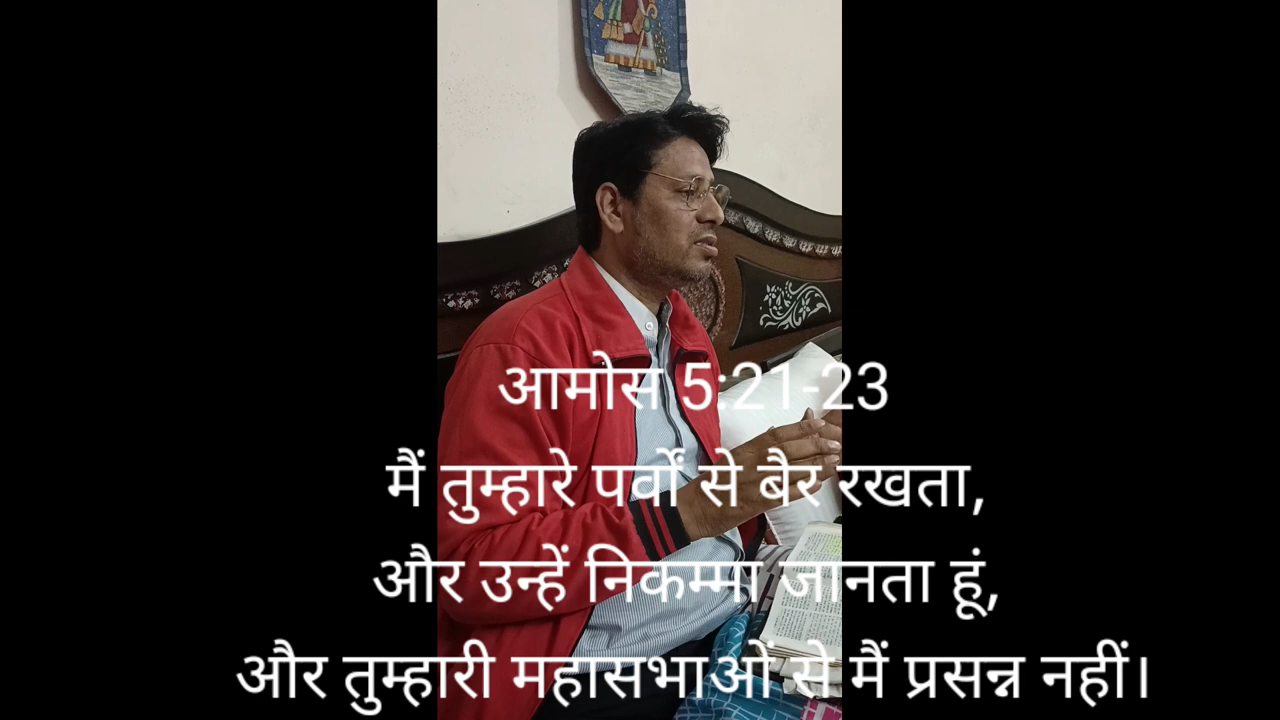 आमोस 5:21-23
मैं तुम्हारे पर्वों से बैर रखता,
और उन्हें निकम्मा जानता हूं,
और तुम्हारी महासभाओं से मैं प्रसन्न नहीं।